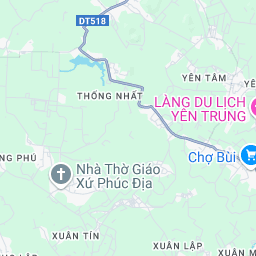 DT518
YÊN TÂM
THỐNG NHẤT
LÀNG DU LỊCH
YÊN TRUNG
Chợ Bùi
NG PHÚ
Nhà Thờ Giáo
Xứ Phúc Địa
XUÂN TÍN
XUÂN LẬP
XUÂN M